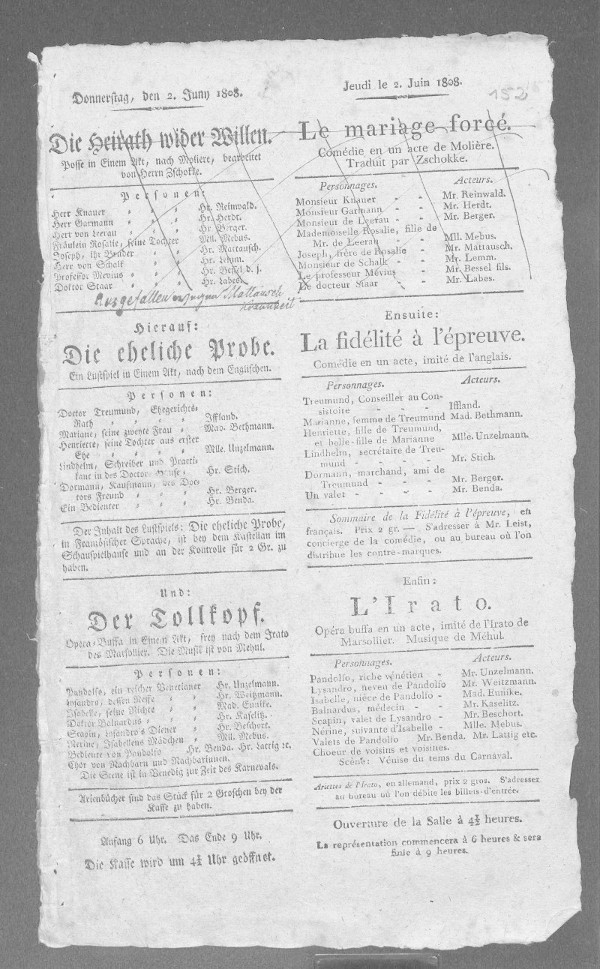 Donnerstag, den 2. Juny 1808.
Die Heirath wider Willen.
Posse in Einem Akt, nach Moliere, bearbeitet
von Herrn Zschokke.
Personen:
Herr Knauer Hr. Reinwald.
Herr Garmann Hr. Herdt.
Herr von Leerau Hr. Berger.
Fräulein Rosalie, seine Tochter Mll. Mebus.
Joseph, ihr Bruder Hr. Mattausch.
Herr von Schalk Hr. Lemm.
Professor Mövius Hr. Bessel d. j.
Doctor Staar Hr. Labes.
Ausgefallen wegen Mattausch
Krankheit
Hierauf:
Die eheliche Probe.
Ein Lustspiel in Einem Akt, nach dem Englischen.
Personen:
Doctor Treumund, Ehegerichts-
Rath Iffland.
Mariane, seine zweyte Frau Mad. Bethmann.
Henriette, seine Tochter aus erster
Ehe Mlle. Unzelmann.
Lindhelm, Schreiber und Practi-
kant in des Doctors Hause, Hr. Stich.
Dormann, Kaufmann, des Doc-
tors Freund Hr. Berger.
Ein Bedienter Hr. Benda.
Der Inhalt des Lustspiels: Die eheliche Probe,
in Französischer Sprache, ist bey dem Kastellan im
Schauspielhause und an der Kontrolle für 2 Gr. zu
haben.
Und:
Der Tollkopf.
Opera Buffa in Einem Akt, frey nach dem Irato
des Marsollier. Die Musik ist von Mehul.
Personen:
Pandolfo, ein reicher Venetianer Hr. Unzelmann.
Lysandro, dessen Neffe Hr. Weitzmann.
Isabelle, seine Nichte Mad. Eunike.
Doktor Balnardus Hr. Kaselitz.
Scapin, Lysandro's Diener Hr. Beschort.
Nerine, Isabellens Mädchen Mll. Mebus.
Bediente von Pandolfo Hr. Benda. Hr. Lattig ec.
Chor von Nachbarn und Nachbarinnen.
Die Scene ist in Venedig zur Zeit des Karnevals.
Arienbücher sind das Stück für 2 Groschen bey der
Kasse zu haben.
Anfang 6 Uhr. Das Ende 9 Uhr.
Die Kasse wird um 4½ Uhr geöffnet.
Jeudi le 2. Juin 1808.
152
Le mariage forcé.
Comédie en un acte de Molière.
Traduit par Zschokke.
Personnages. Acteurs.
Monsieur Knauer - - Mr. Reinwald.
Monsieur Garmann - - Mr. Herdt.
Monsieur de Leerau - - Mr. Berger.
Mademoiselle Rosalie, fille de
Mr. de Leerau - - Mll. Mebus.
Joseph, frère de Rosalie - Mr. Mattausch.
Monsieur de Schalk - - Mr. Lemm.
Le professeur Mövius - Mr. Bessel fils.
Le docteur Staar - - Mr. Labes.
Ensuite:
La fidélité à l'épreuve.
Comédie en un acte, imité de l'anglais.
Personnages. Acteurs.
Treumund, Conseiller au Con-
sistoire - - - Iffland.
Marianne, femme de Treumund Mad. Bethmann.
Henriette, fille de Treumund,
et belle-fille de Marianne Mlle. Unzelmann.
Lindhelm, secrétaire de Treu-
mund - - - Mr. Stich.
Dormann, marchand, ami de
Treumund - - - Mr. Berger.
Un valet - - - Mr. Benda.
Sommaire de la Fidélité à l'épreuve, en
français. Prix 2 gr. — S'adresser à Mr. Leist,
concierge de la comédie, ou au bureau où l'on
distribue les contre-marques.
Enfin:
L'Irato.
Opéra buffa en un acte, imité de l'Irato de
Marsollier. Musique de Méhul.
Personnages. Acteurs.
Pandolfo, riche vénétien - Mr. Unzelmann.
Lysandro, neveu de Pandolfo Mr. Weitzmann.
Isabelle, nièce de Pandolfo - Mad. Eunike.
Balnardus, médecin - - Mr. Kaselitz.
Scapin, valet de Lysandro - Mr. Beschort.
Nérine, suivante d'Isabelle - Mlle. Mebus.
Valets de Pandolfo Mr. Benda. Mr. Lattig etc.
Choeur de voisins et voisines.
Scène: Vénise du tems du Carnaval.
Ariettes de l'Irato, en allemand, prix 2 gros. S'adresser
au bureau où l'on débite les billets-d'entrée.
Ouverture de la Salle à 4½ heures.
La représentation commencera à 6 heures & sera
finie à 9 heures.